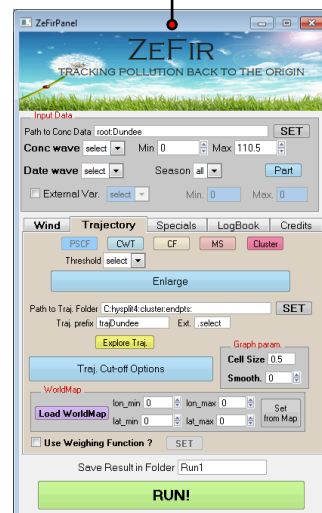 ZeFirPanel
ZEFIR
TRACKING POLLUTION BACK TO THE ORIGIN
Input Data
Path to Conc Data root:Dundee SET
Conc wave select Min 0 Max 110.5
Date wave select Season all Part
External Var. select Min. 0 Max. 0
Wind Trajectory Specials LogBook Credits
PSCF CWT CF MS Cluster
Threshold select
Enlarge
Path to Traj. Folder C:hysplit4:cluster:endpts: SET
Traj. prefix trajDundee Ext. .select
Explore Traj.
Graph param.
Cell Size 0.5
Traj. Cut-off Options
Smooth. 0
WorldMap
Load WorldMap
lon_min 0 lon_max 0
lat_min 0 lat_max 0
Set
from Map
Use Weighing Function ? SET
Save Result in Folder Run1
RUN!